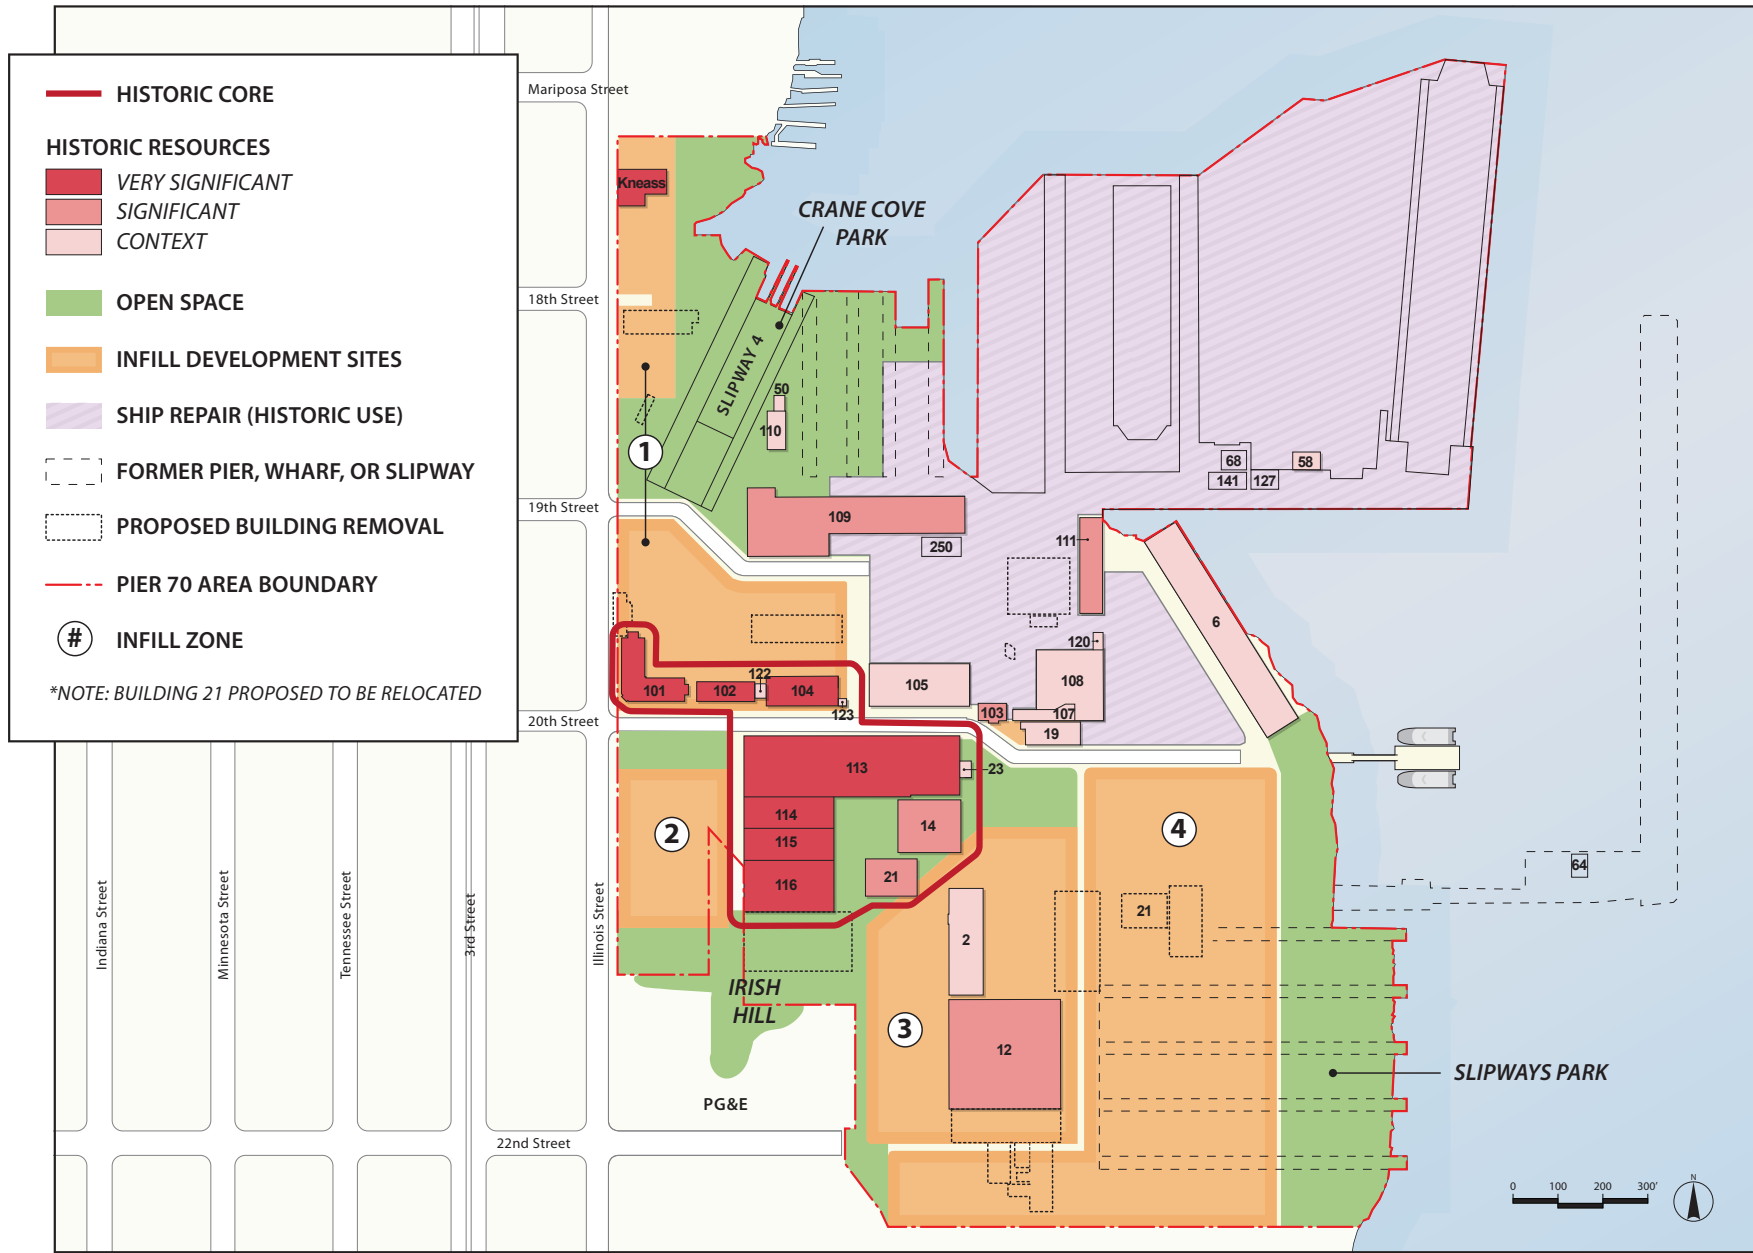 HISTORIC CORE
HISTORIC RESOURCES
VERY SIGNIFICANT
SIGNIFICANT
CONTEXT
OPEN SPACE
INFILL DEVELOPMENT SITES
SHIP REPAIR (HISTORIC USE)
FORMER PIER, WHARF, OR SLIPWAY
PROPOSED BUILDING REMOVAL
PIER 70 AREA BOUNDARY
# INFILL ZONE
*NOTE: BUILDING 21 PROPOSED TO BE RELOCATED
Mariposa Street
Kneass
CRANE COVE
PARK
18th Street
SLIPWAY 4
50
110
1
68
58
141
127
19th Street
109
250
111
6
120
101
102
122
104
123
105
108
103
107
19
20th Street
113
23
114
14
115
116
21
2
4
64
21
2
Indiana Street
Minnesota Street
Tennessee Street
3rd Street
Illinois Street
IRISH
HILL
3
12
SLIPWAYS PARK
PG&E
22nd Street
0 100 200 300'
N